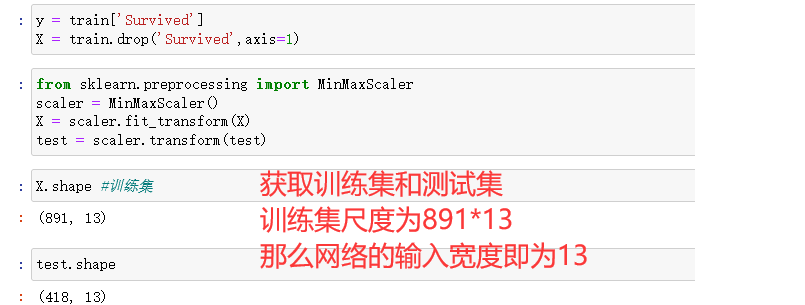 : y = train['Survived']
X = train.drop('Survived',axis=1)
: from sklearn.preprocessing import MinMaxScaler
scaler = MinMaxScaler()
X = scaler.fit_transform(X)
test = scaler.transform(test)
: X.shape #训练集
: (891, 13)
获取训练集和测试集
训练集尺度为891*13
那么网络的输入宽度即为13
: test.shape
: (418, 13)